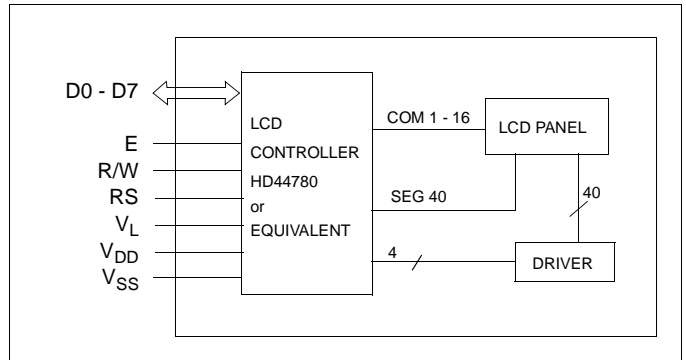 D0 - D7
E
R/W
RS
VL
VDD
VSS
LCD
CONTROLLER
HD44780
or
EQUIVALENT
COM 1 - 16
SEG 40
4
LCD PANEL
40
DRIVER